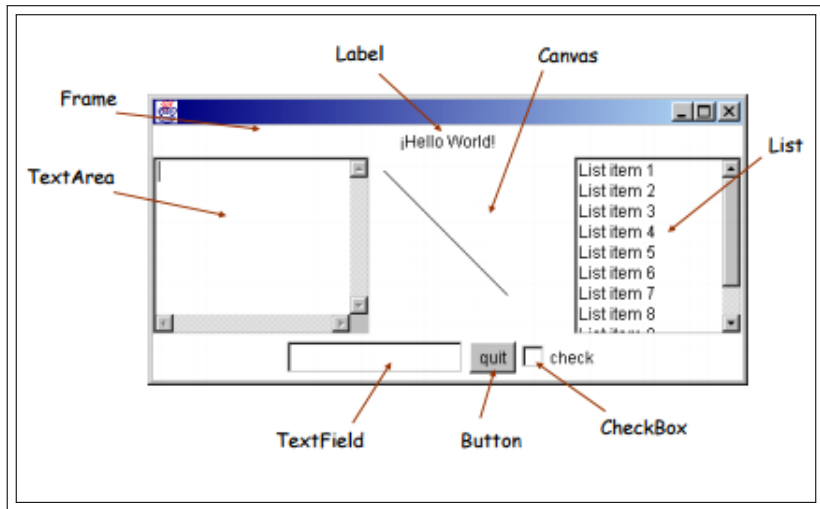 Label
Canvas
Frame
¡Hello World!
List
TextArea
List item 1
List item 2
List item 3
List item 4
List item 5
List item 6
List item 7
List item 8
quit
check
TextField
Button
CheckBox